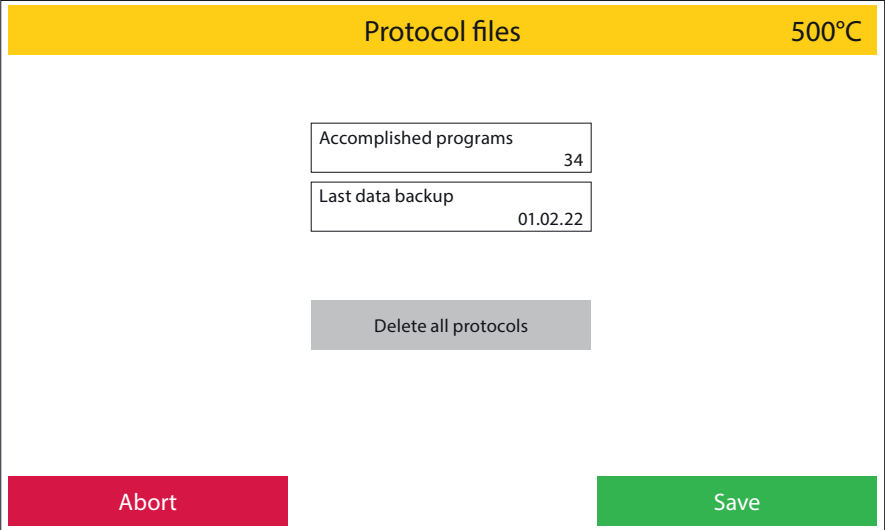 Protocol files 500°C
Accomplished programs
34
Last data backup
01.02.22
Delete all protocols
Abort Save